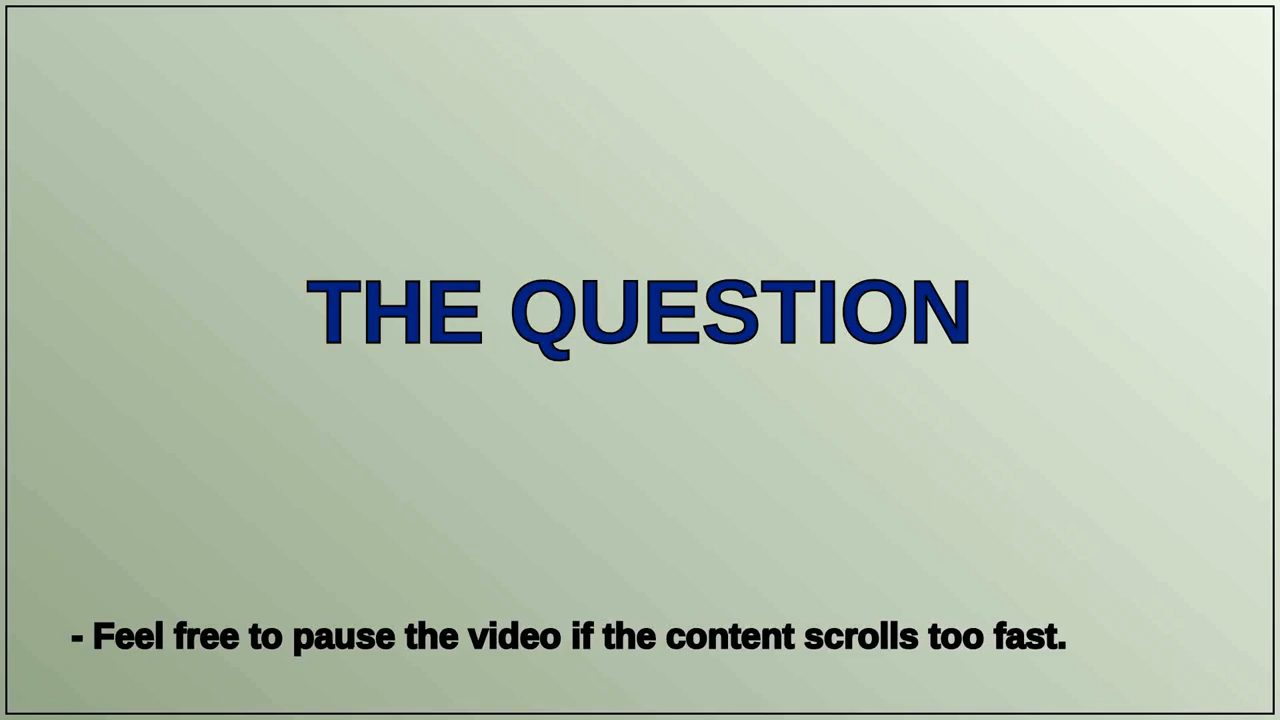 THE QUESTION
- Feel free to pause the video if the content scrolls too fast.